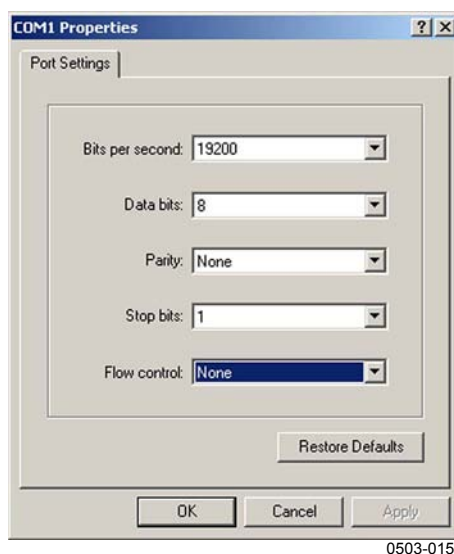 COM1 Properties
Port Settings
Bits per second: 19200
Data bits: 8
Parity: None
Stop bits: 1
Flow control: None
Restore Defaults
OK Cancel Apply
0503-015